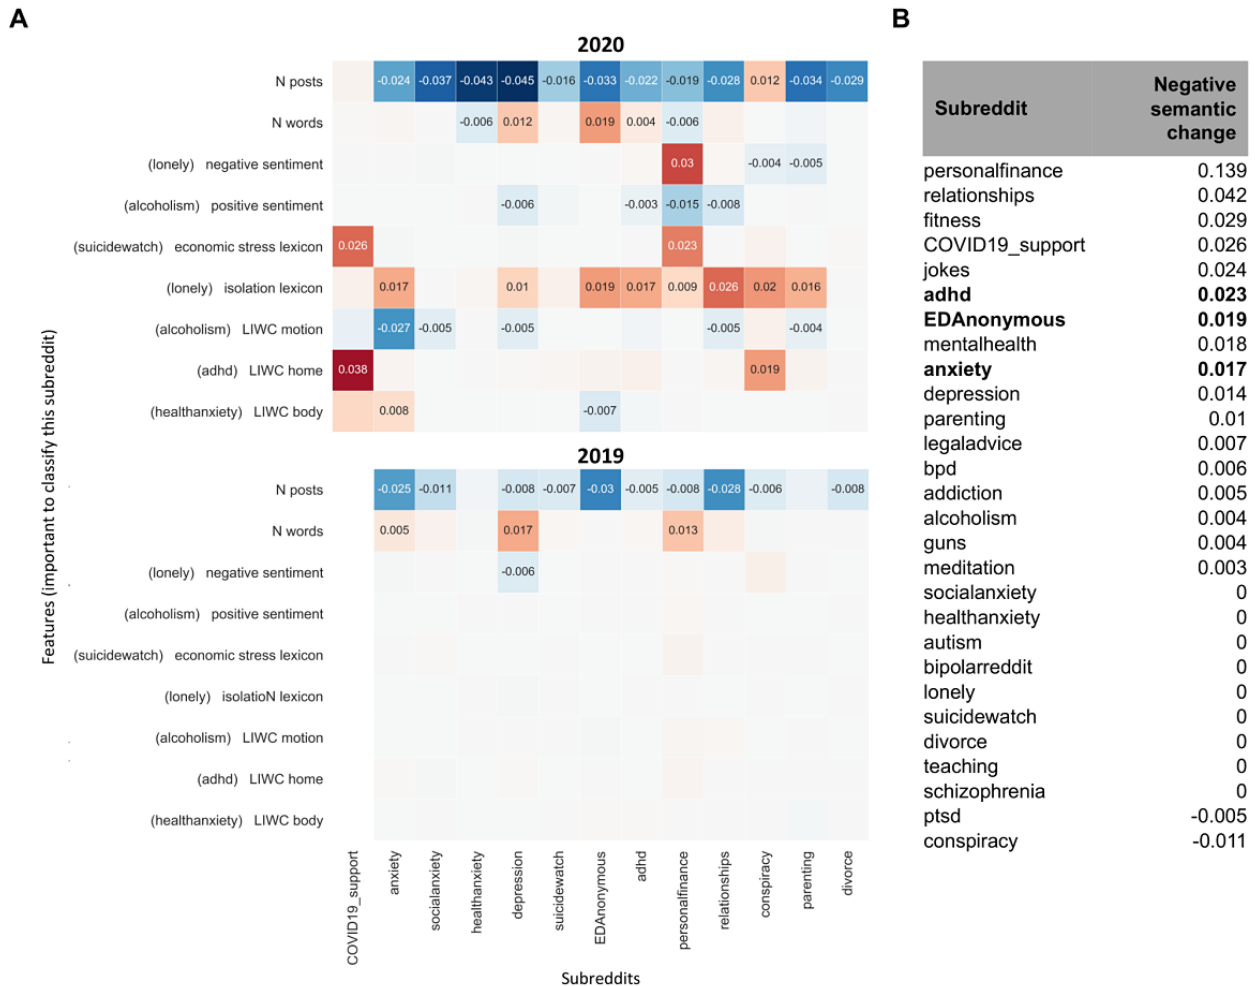 A
2020
N posts -0.024 -0.037 -0.043 -0.045 -0.016 -0.033 -0.022 -0.019 -0.028 0.012 -0.034 -0.029
N words -0.006 0.012 0.019 0.004 -0.006
(lonely) negative sentiment 0.03 -0.004 -0.005
(alcoholism) positive sentiment -0.006 -0.003 -0.015 -0.008
(suicidewatch) economic stress lexicon 0.026 0.023
(lonely) isolation lexicon 0.017 0.01 0.019 0.017 0.009 0.026 0.02 0.016
(alcoholism) LIWC motion -0.027 -0.005 -0.005 -0.005 -0.004
(adhd) LIWC home 0.038 0.019
(healthanxiety) LIWC body 0.008 -0.007
2019
N posts -0.025 -0.011 -0.008 -0.007 -0.03 -0.005 -0.008 -0.028 -0.006 -0.008
N words 0.005 0.017 0.013
(lonely) negative sentiment -0.006
(alcoholism) positive sentiment
(suicidewatch) economic stress lexicon
(lonely) isolatioN lexicon
(alcoholism) LIWC motion
(adhd) LIWC home
(healthanxiety) LIWC body
Features (important to classify this subreddit)
COVID19_support
anxiety
socialanxiety
healthanxiety
depression
suicidewatch
EDAnonymous
adhd
personalfinance
relationships
conspiracy
parenting
divorce
Subreddits
B
Subreddit
Negative
semantic
change
personalfinance 0.139
relationships 0.042
fitness 0.029
COVID19_support 0.026
jokes 0.024
adhd 0.023
EDAnonymous 0.019
mentalhealth 0.018
anxiety 0.017
depression 0.014
parenting 0.01
legaladvice 0.007
bpd 0.006
addiction 0.005
alcoholism 0.004
guns 0.004
meditation 0.003
socialanxiety 0
healthanxiety 0
autism 0
bipolarreddit 0
lonely 0
suicidewatch 0
divorce 0
teaching 0
schizophrenia 0
ptsd -0.005
conspiracy -0.011